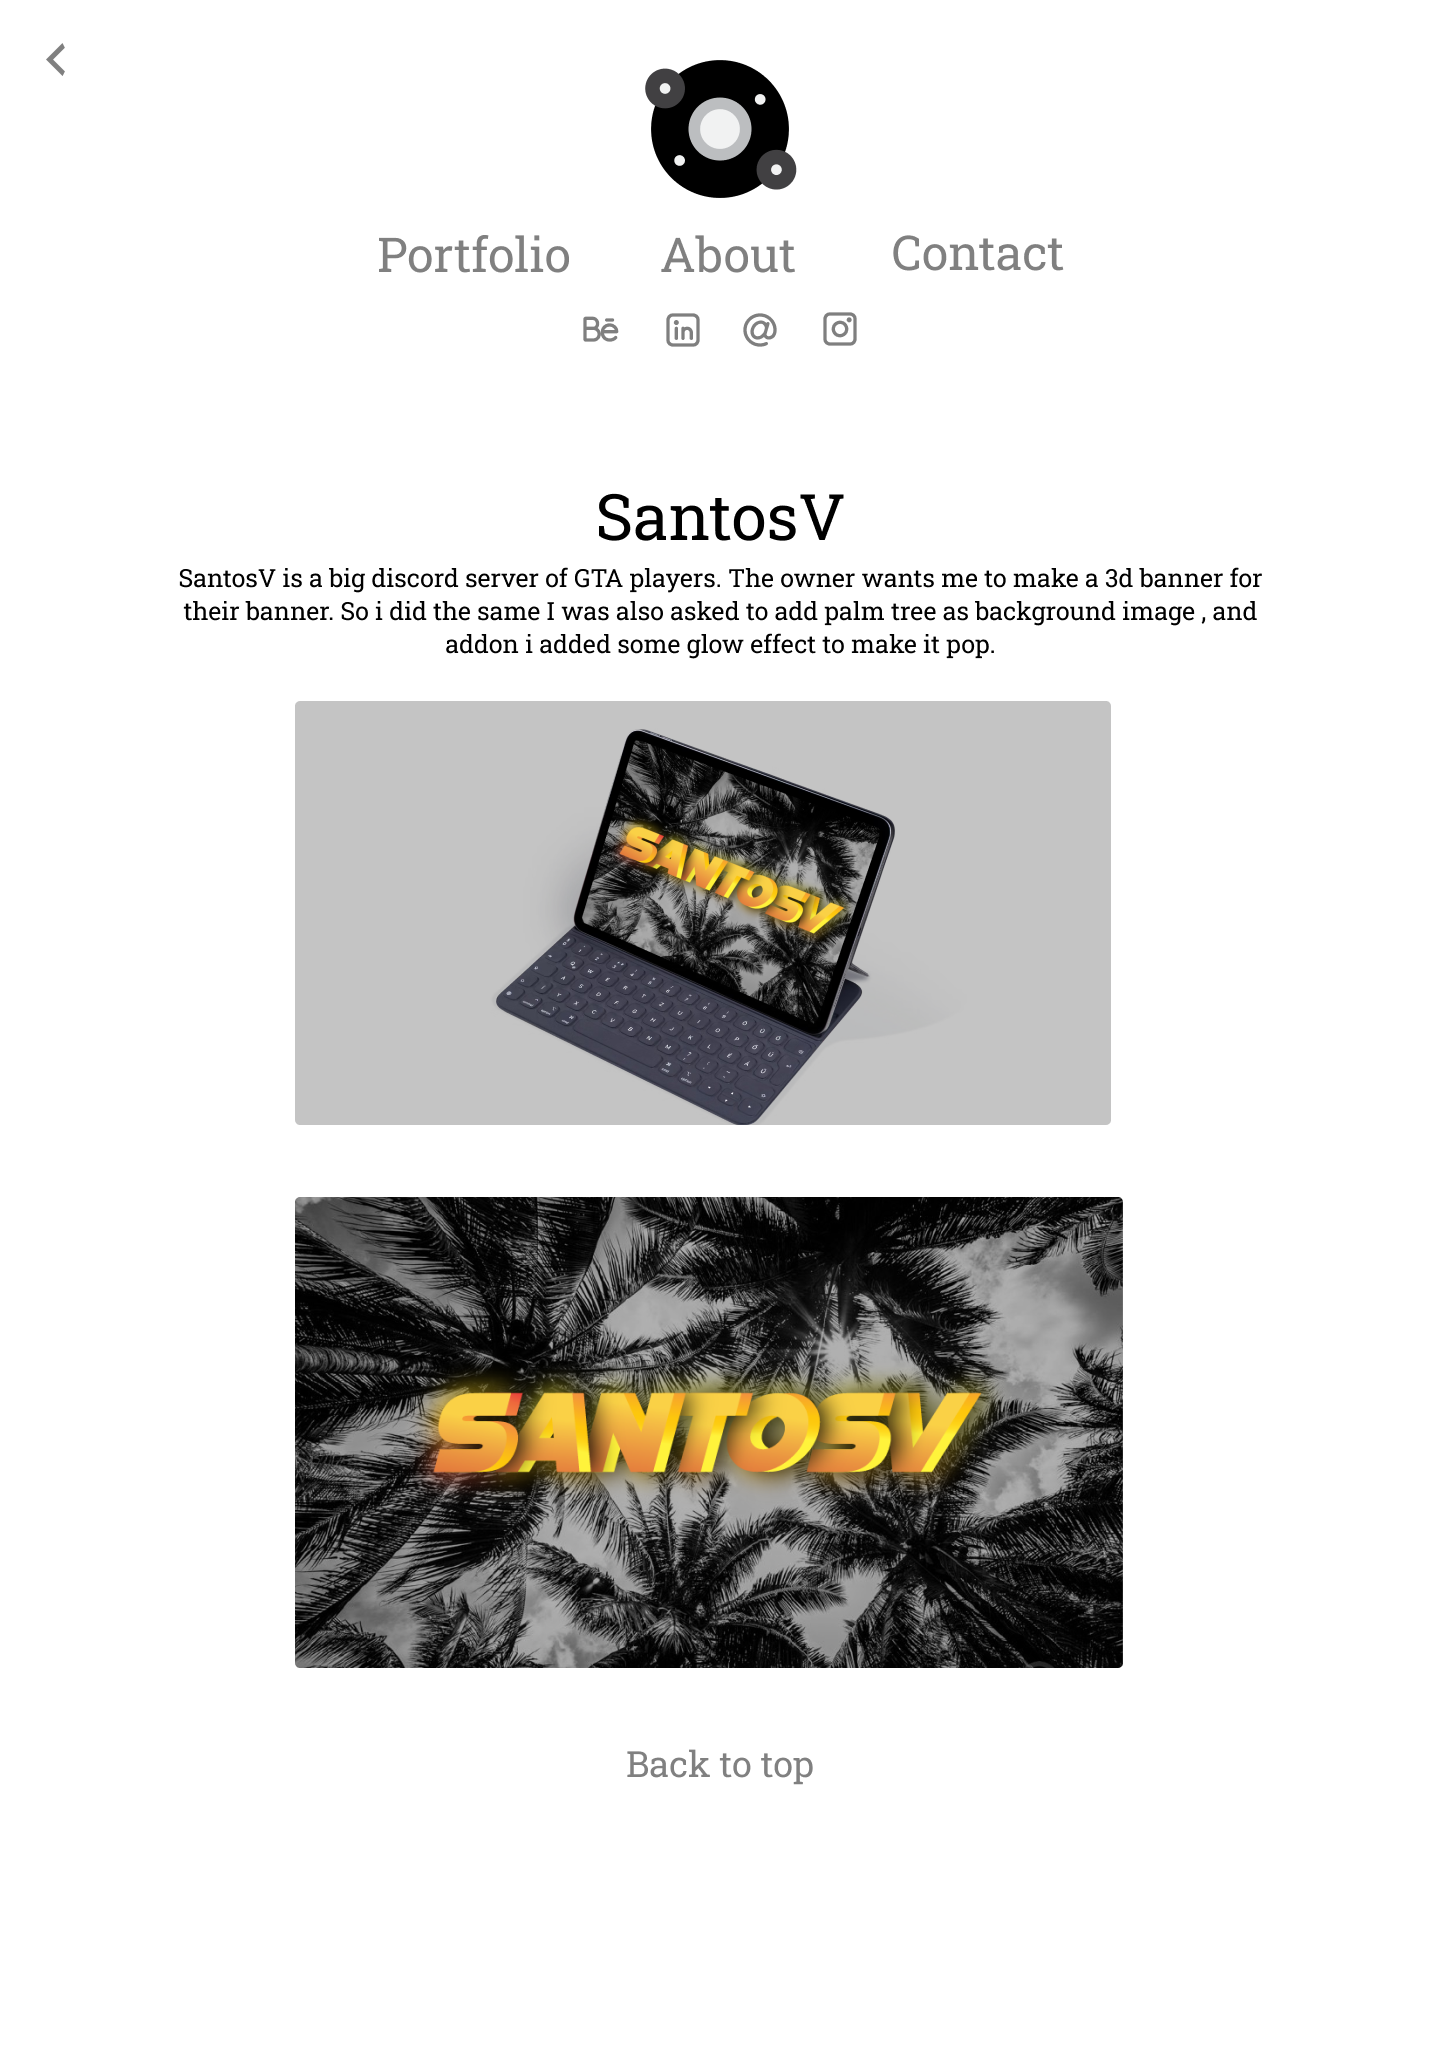 Portfolio About Contact
Bē in @
SantosV
SantosV is a big discord server of GTA players. The owner wants me to make a 3d banner for
their banner. So i did the same I was also asked to add palm tree as background image , and
addon i added some glow effect to make it pop.
SANTOSV
SANTOSV
Back to top